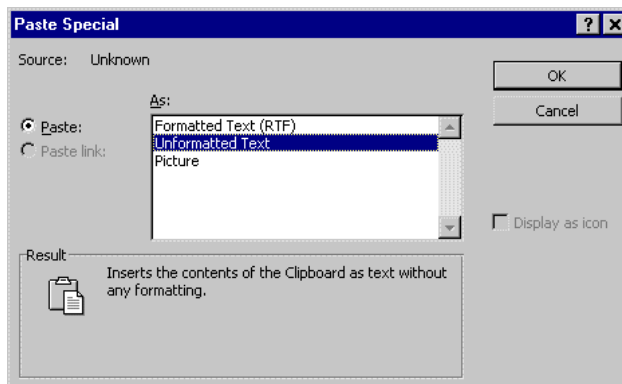 Paste Special
Source: Unknown
As:
Paste:
Paste link:
Formatted Text (RTF)
Unformatted Text
Picture
OK
Cancel
Display as icon
Result
Inserts the contents of the Clipboard as text without
any formatting.